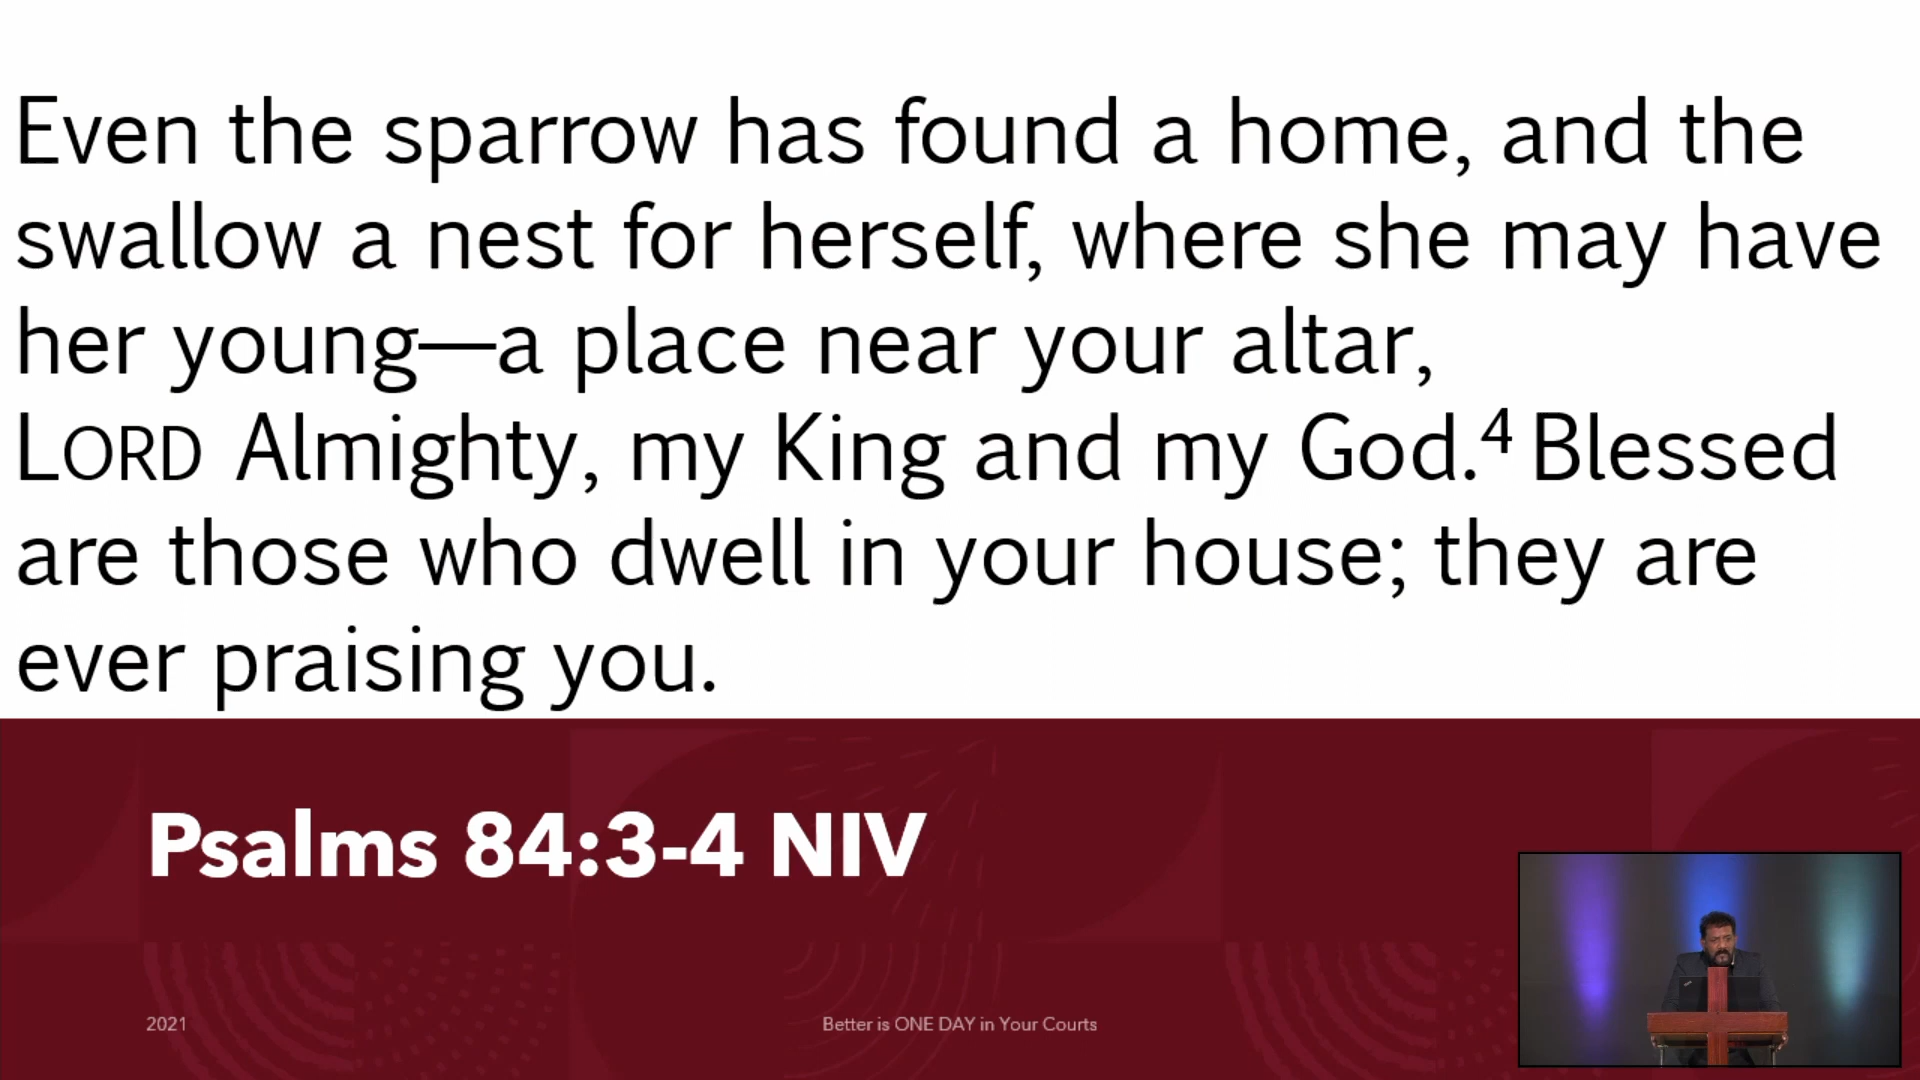 Even the sparrow has found a home, and the
swallow a nest for herself, where she may have
her young—a place near your altar,
LORD Almighty, my King and my God.⁴ Blessed
are those who dwell in your house; they are
ever praising you.
Psalms 84:3-4 NIV
2021
Better is ONE DAY in Your Courts